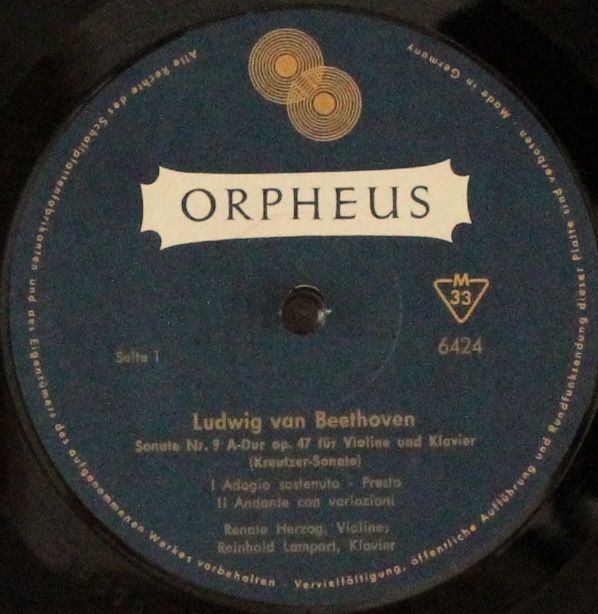 ORPHEUS
M
33
6424
Seite 1
Ludwig van Beethoven
Sonate Nr. 9 A-Dur op. 47 für Violine und Klavier
(Kreutzer-Sonate)
I Adagio sostenuto - Presto
II Andante con variazioni
Renate Herzog, Violine;
Reinhold Lampart, Klavier
Alle Rechte des Schallplattenfabrikanten und des Eigentümers des aufgenommenen Werkes vorbehalten. Vervielfältigung, öffentliche Aufführung und Rundfunksendung dieser Platte sind verboten. Made in Germany